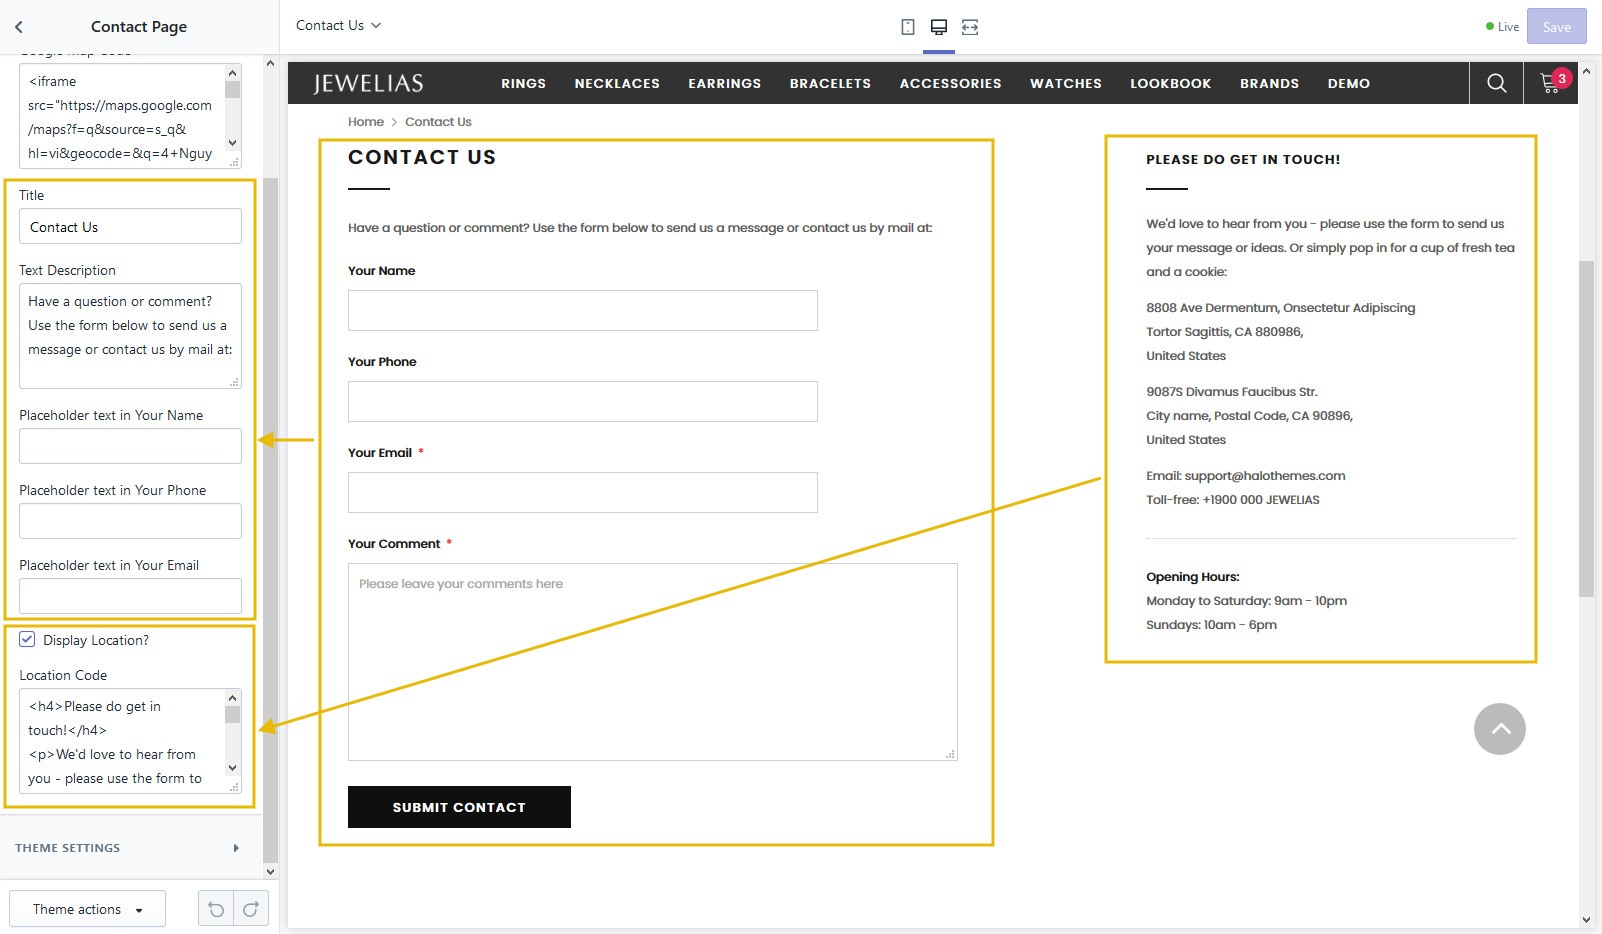 Contact Page
Contact Us
Live
Save
Google Map Code
<iframe
src="https://maps.google.com
/maps?f=q&source=s_q&
hl=vi&geocode=&q=4+Nguy
Title
Contact Us
Text Description
Have a question or comment?
Use the form below to send us a
message or contact us by mail at:
Placeholder text in Your Name
Placeholder text in Your Phone
Placeholder text in Your Email
Display Location?
Location Code
<h4>Please do get in
touch!</h4>
<p>We'd love to hear from
you - please use the form to
THEME SETTINGS
Theme actions
JEWELIAS
RINGS NECKLACES EARRINGS BRACELETS ACCESSORIES WATCHES LOOKBOOK BRANDS DEMO
3
Home > Contact Us
CONTACT US
Have a question or comment? Use the form below to send us a message or contact us by mail at:
Your Name
Your Phone
Your Email *
Your Comment *
Please leave your comments here
SUBMIT CONTACT
PLEASE DO GET IN TOUCH!
We'd love to hear from you - please use the form to send us
your message or ideas. Or simply pop in for a cup of fresh tea
and a cookie:
8808 Ave Dermentum, Onsectetur Adipiscing
Tortor Sagittis, CA 880986,
United States
9087S Divamus Faucibus Str.
City name, Postal Code, CA 90896,
United States
Email: support@halothemes.com
Toll-free: +1900 000 JEWELIAS
Opening Hours:
Monday to Saturday: 9am - 10pm
Sundays: 10am - 6pm